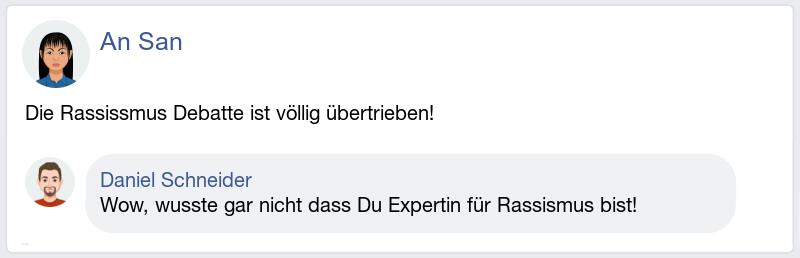 An San
Die Rassissmus Debatte ist völlig übertrieben!
Daniel Schneider
Wow, wusste gar nicht dass Du Expertin für Rassismus bist!